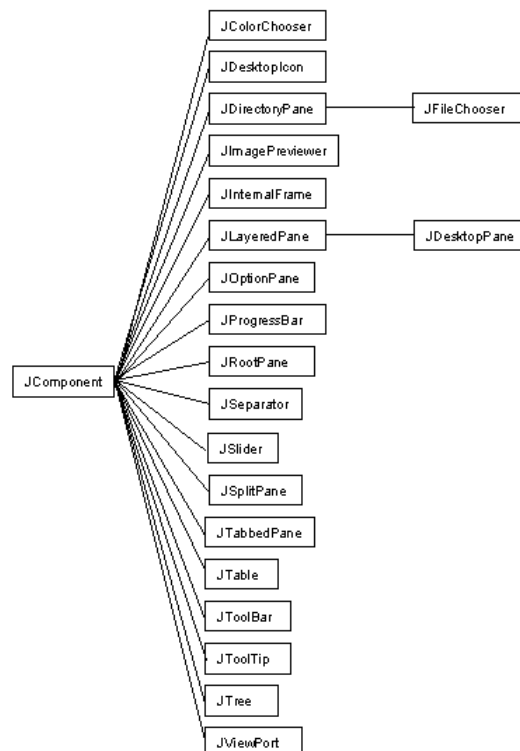 JColorChooser
JDesktopIcon
JDirectoryPane
JFileChooser
JImagePreviewer
JInternalFrame
JLayeredPane
JDesktopPane
JOptionPane
JProgressBar
JRootPane
JComponent
JSeparator
JSlider
JSplitPane
JTabbedPane
JTable
JToolBar
JToolTip
JTree
JViewPort